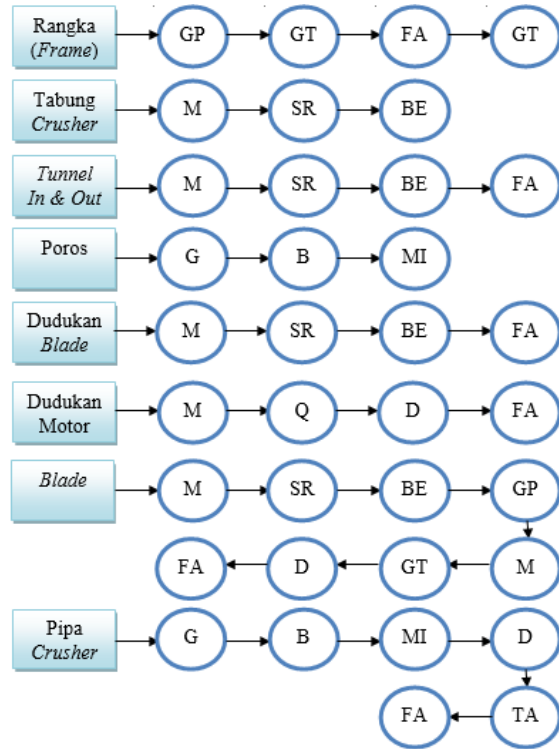 Rangka
(Frame)
GP
GT
FA
GT
Tabung
Crusher
M
SR
BE
Tunnel
In & Out
M
SR
BE
FA
Poros
G
B
MI
Dudukan
Blade
M
SR
BE
FA
Dudukan
Motor
M
Q
D
FA
Blade
M
SR
BE
GP
M
GT
D
FA
Pipa
Crusher
G
B
MI
D
TA
FA